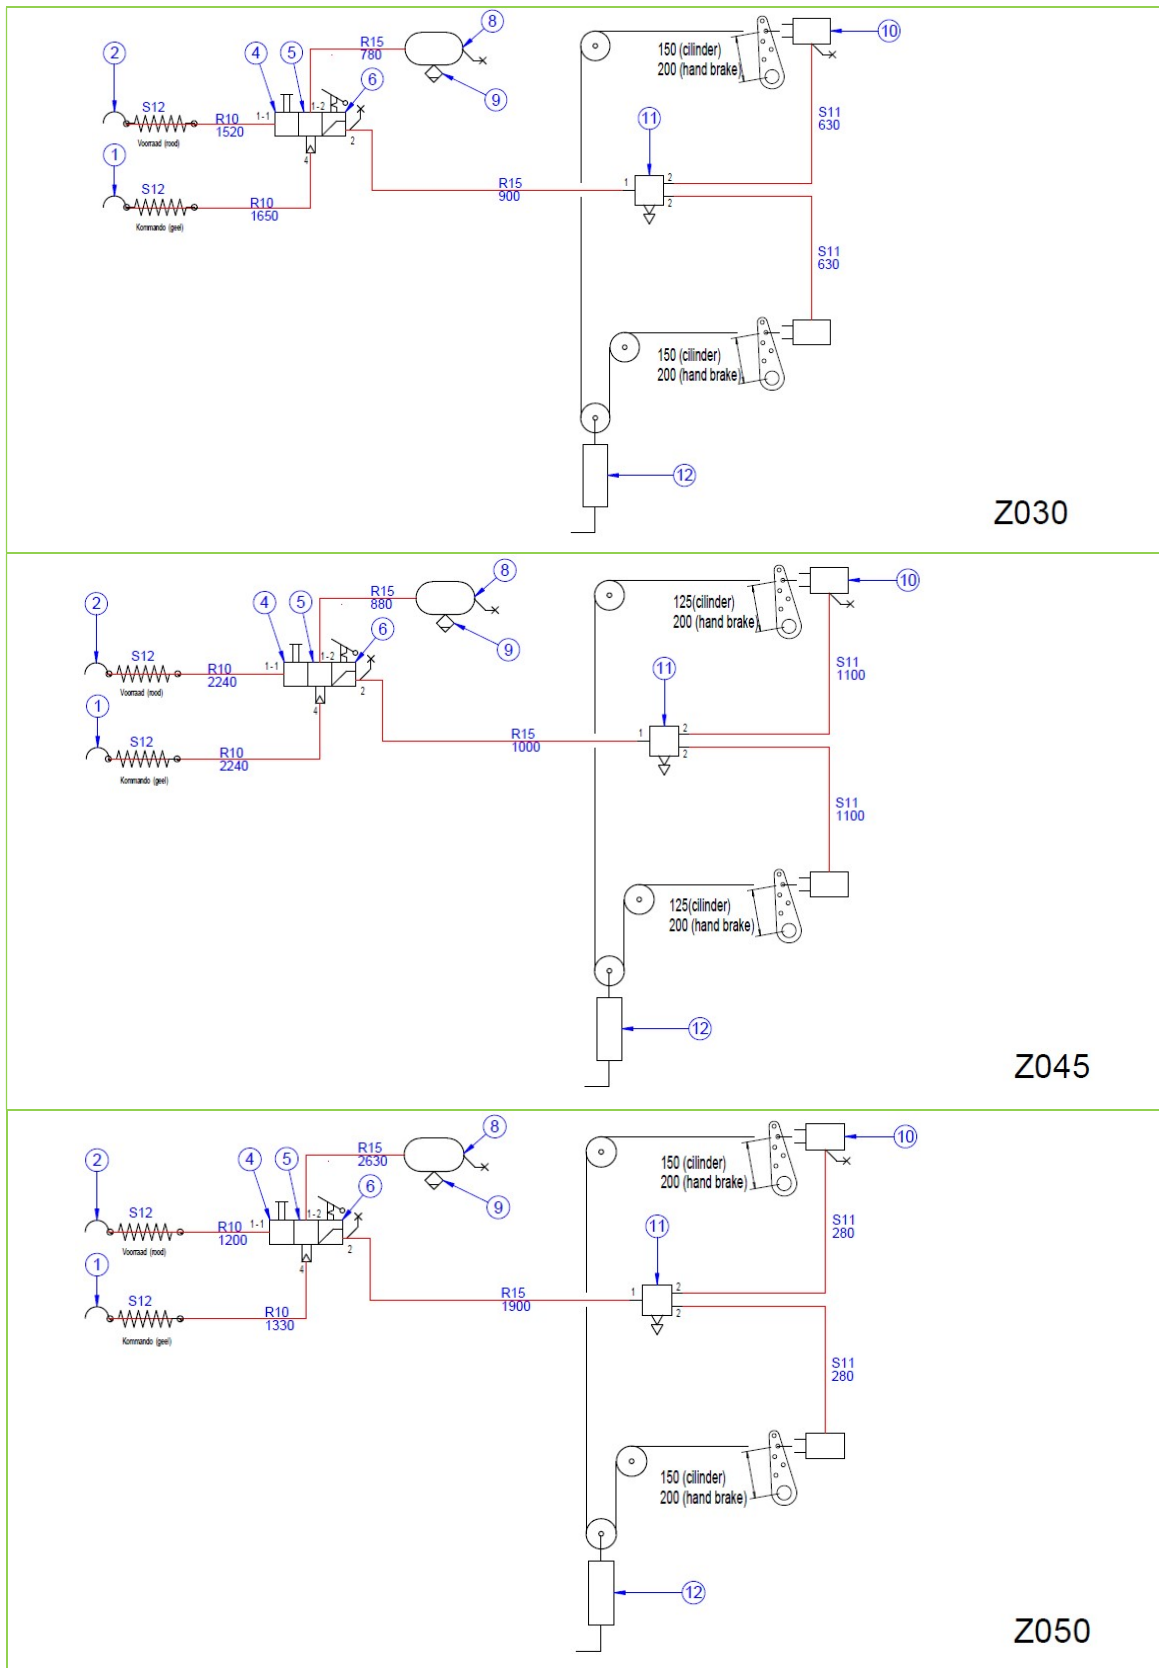 8
R15
780
2
4
5
6
9
10
150 (cilinder)
200 (hand brake)
S12
R10
1520
1-1
1-2
2
4
Voorraad (rood)
1
S12
R10
1650
Kommando (geel)
R15
900
11
1
2
2
S11
630
S11
630
150 (cilinder)
200 (hand brake)
12
Z030
8
R15
880
2
4
5
6
9
10
125(cilinder)
200 (hand brake)
S12
R10
2240
1-1
1-2
2
4
Voorraad (rood)
1
S12
R10
2240
Kommando (geel)
R15
1000
11
1
2
2
S11
1100
S11
1100
125(cilinder)
200 (hand brake)
12
Z045
8
R15
2630
2
4
5
6
9
10
150 (cilinder)
200 (hand brake)
S12
R10
1200
1-1
1-2
2
4
Voorraad (rood)
1
S12
R10
1330
Kommando (geel)
R15
1900
11
1
2
2
S11
280
S11
280
150 (cilinder)
200 (hand brake)
12
Z050